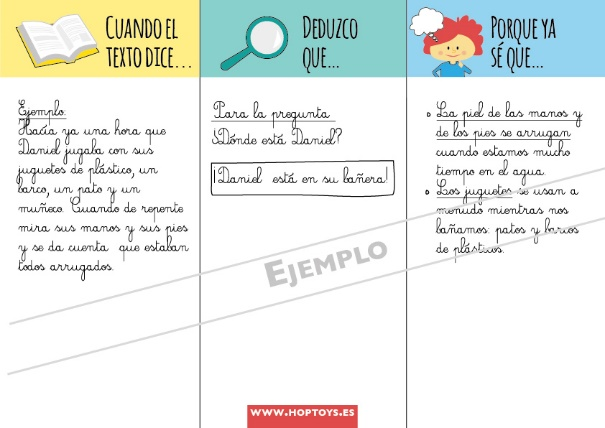 CUANDO EL
TEXTO DICE...
Ejemplo:
Hacía ya una hora que
Daniel jugaba con sus
juguetes de plástico, un
barco, un pato y un
muñeco. Cuando de repente
mira sus manos y sus pies
y se da cuenta que estaban
todos arrugados.
DEDUZCO
QUE...
Para la pregunta
¿Dónde está Daniel?
¡Daniel está en su bañera!
PORQUE YA
SÉ QUE...
La piel de las manos y
de los pies se arrugan
cuando estamos mucho
tiempo en el agua
Los juguetes se usan a
menudo mientras nos
bañamos: patos y barcos
de plásticos.
EJEMPLO
WWW.HOPTOYS.ES